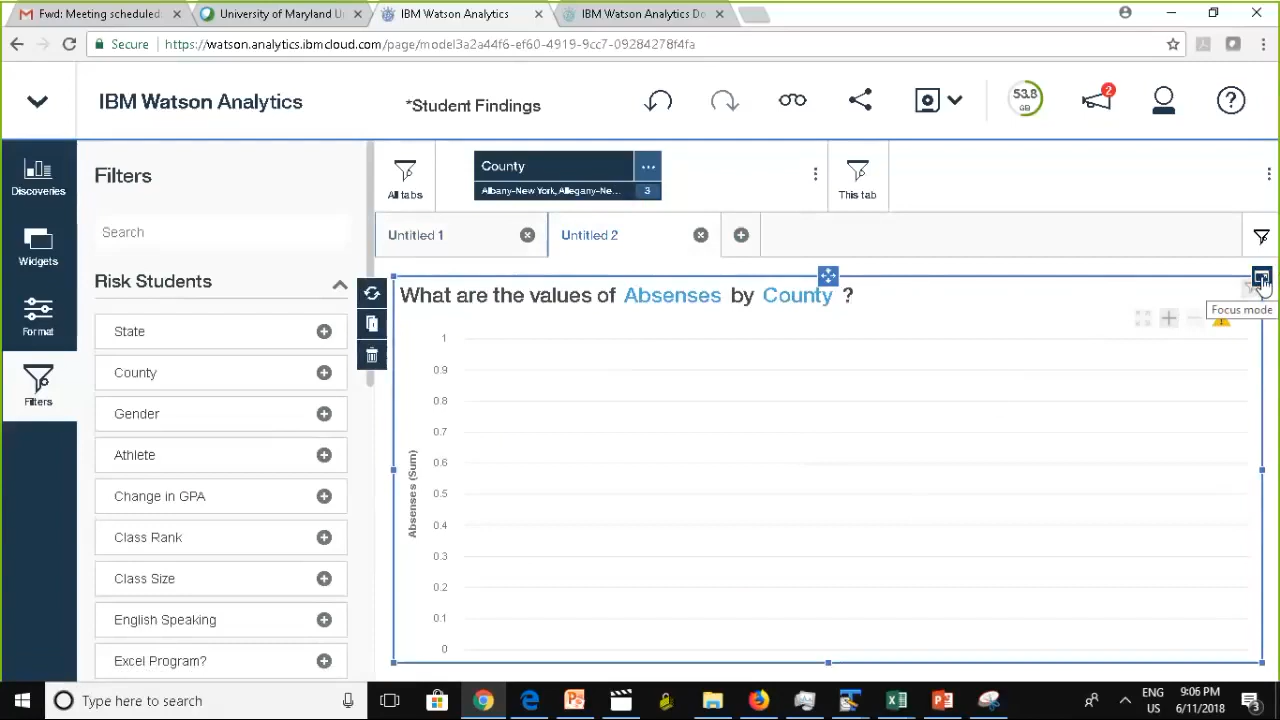 Fwd: Meeting scheduled:
University of Maryland U
IBM Watson Analytics
IBM Watson Analytics Do
Secure
https://watson.analytics.ibmcloud.com/page/model3a2a44f6-ef60-4919-9cc7-09284278f4fa
IBM Watson Analytics
*Student Findings
53.8
GB
2
Discoveries
Widgets
Format
Filters
Filters
Search
Risk Students
State
County
Gender
Athlete
Change in GPA
Class Rank
Class Size
English Speaking
Excel Program?
All tabs
County
...
Albany-New York, Allegany-Ne...
3
This tab
Untitled 1
Untitled 2
What are the values of Absenses by County ?
Focus mode
Absenses (Sum)
1
0.9
0.8
0.7
0.6
0.5
0.4
0.3
0.2
0.1
0
Type here to search
ENG
US
9:06 PM
6/11/2018
3